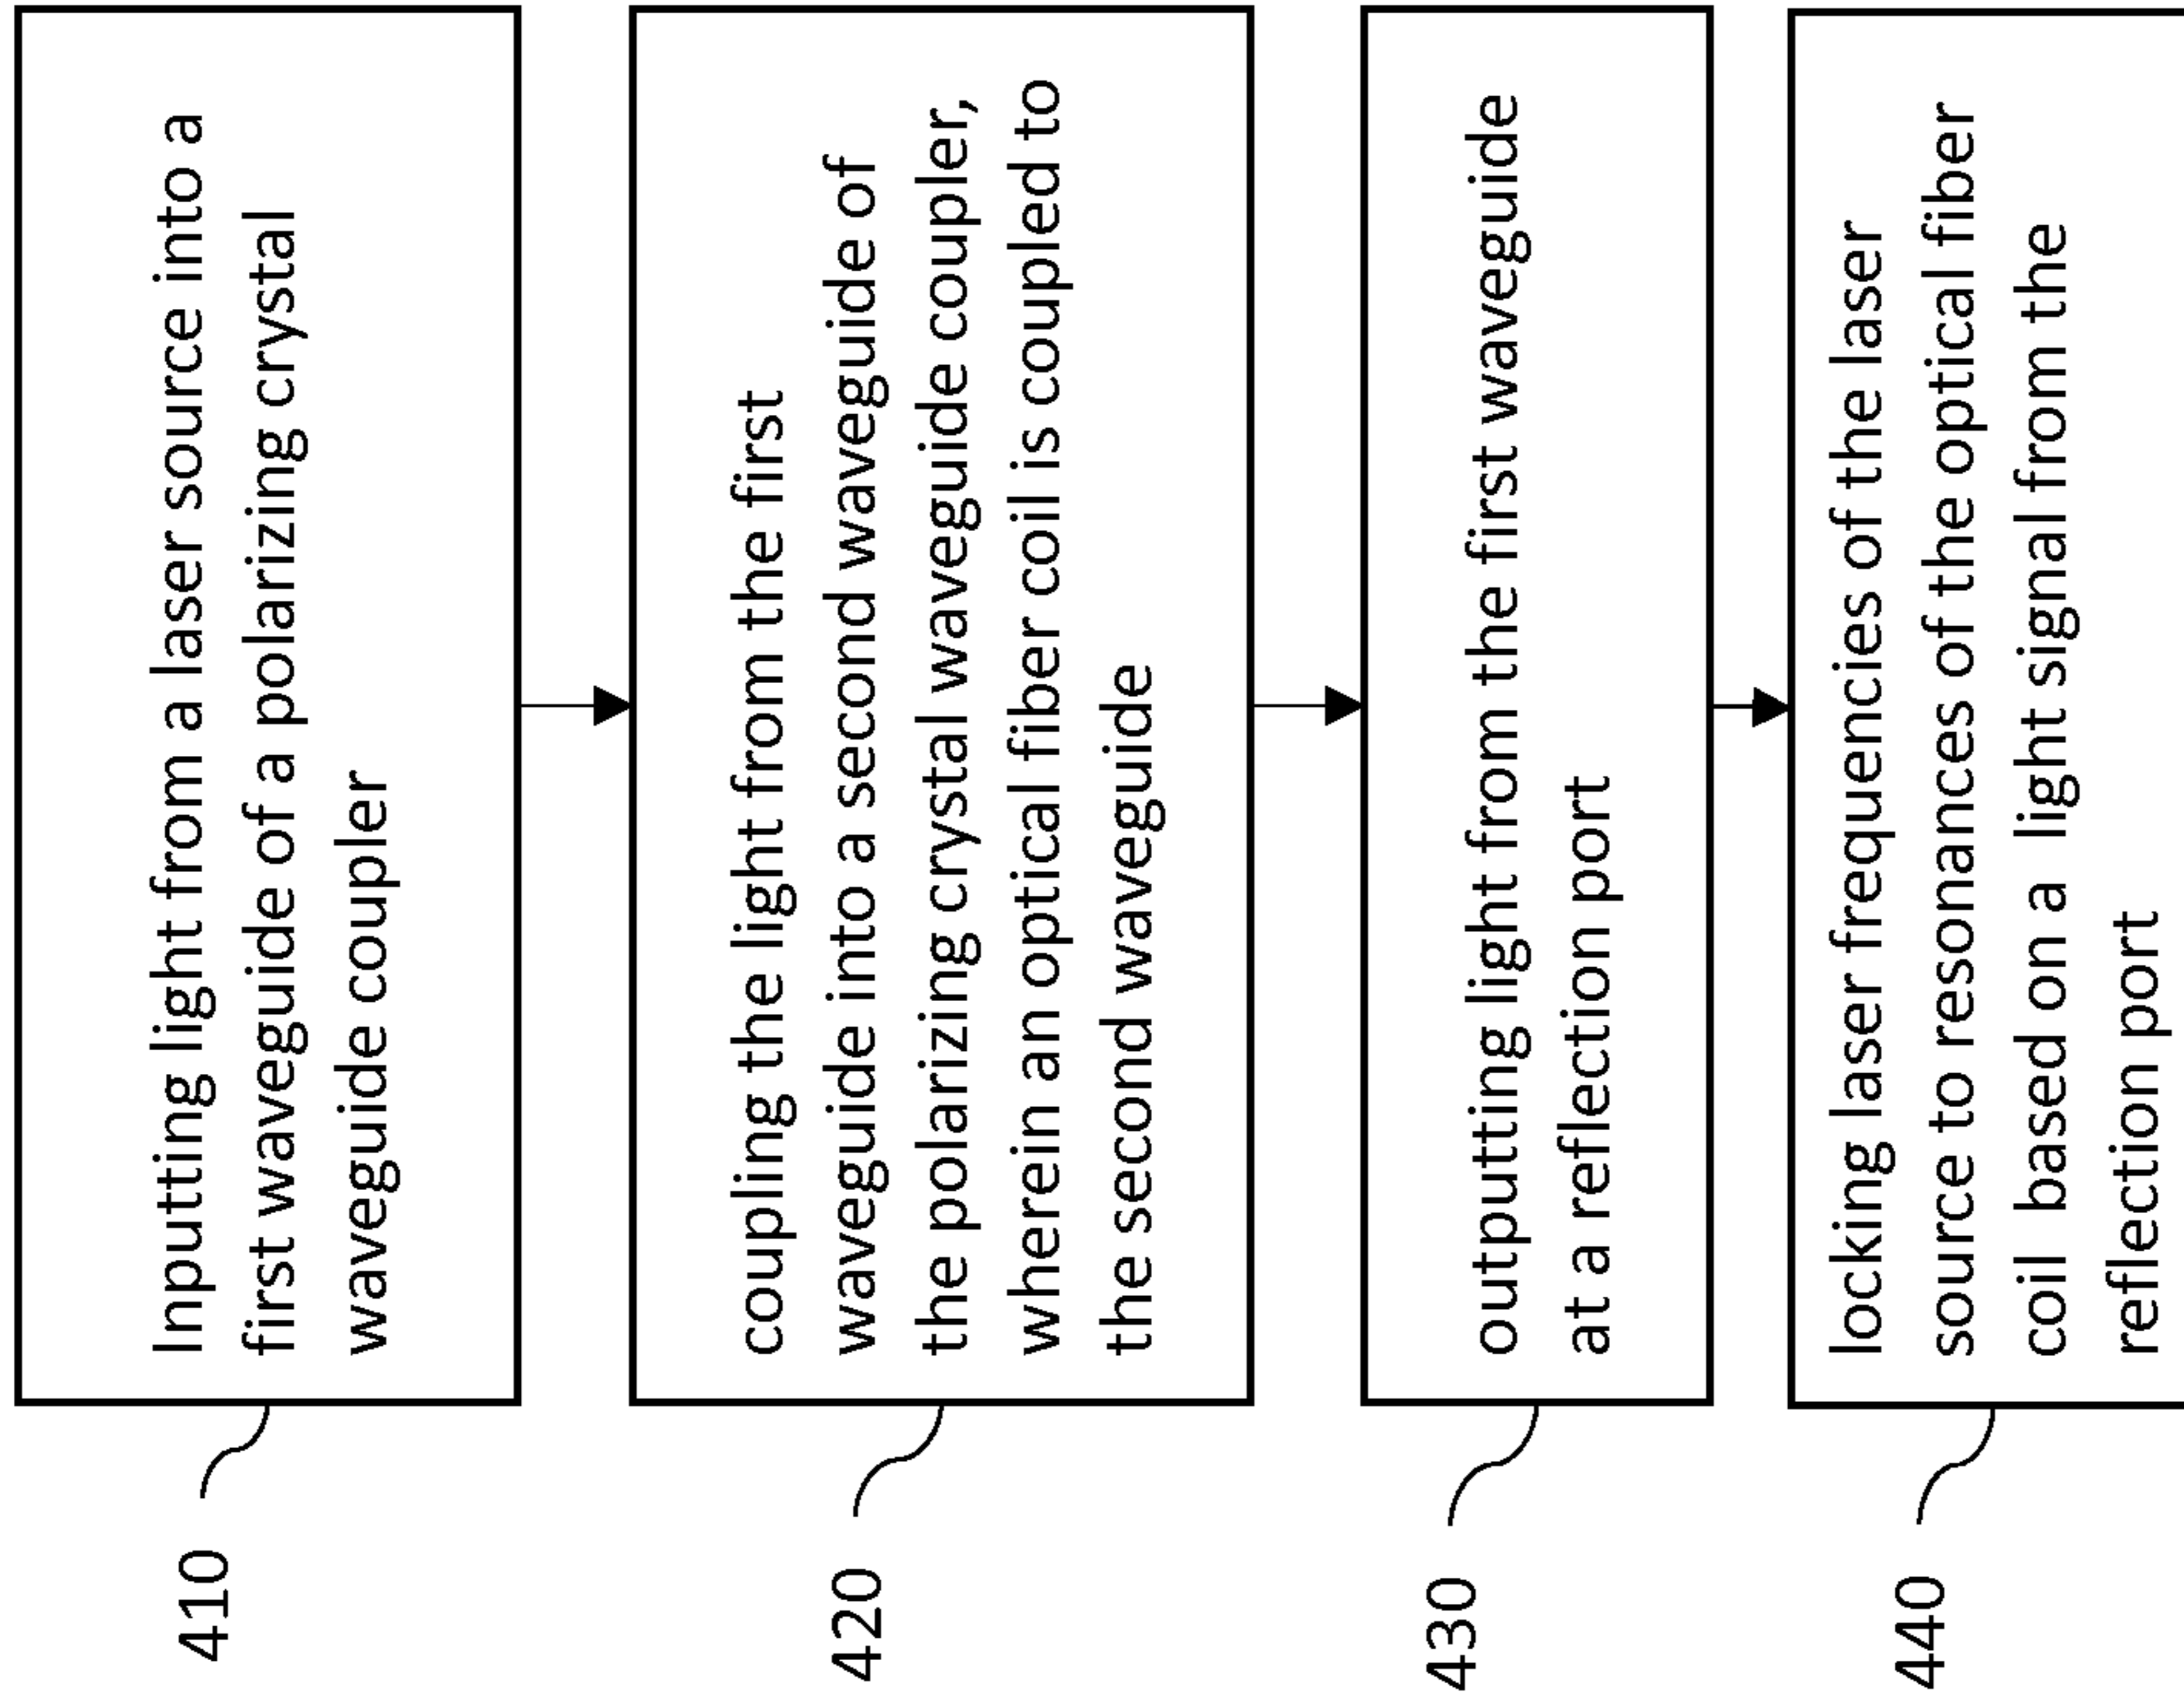 410
Inputting light from a laser source into a
first waveguide of a polarizing crystal
waveguide coupler
420
coupling the light from the first
waveguide into a second waveguide of
the polarizing crystal waveguide coupler,
wherein an optical fiber coil is coupled to
the second waveguide
430
outputting light from the first waveguide
at a reflection port
440
locking laser frequencies of the laser
source to resonances of the optical fiber
coil based on a light signal from the
reflection port